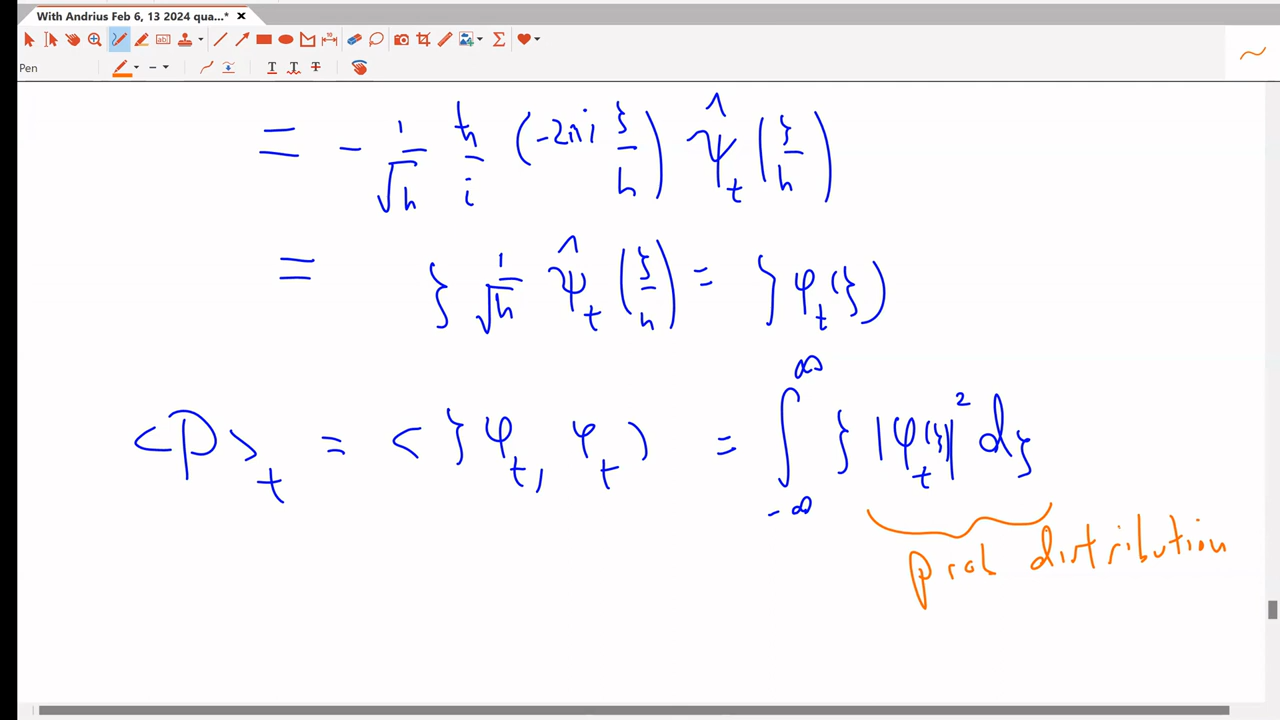 With Andrius Feb 6, 13 2024 qua...* ×
Pen
= - 1/√h ħ/i (-2πi ξ/h) ψ̂_t (ξ/h)
= ξ 1/√h ψ̂_t (ξ/h) = ξ φ_t(ξ)
<P>_t = < ξ φ_t, φ_t ) = ∫_{-∞}^{∞} ξ |φ_t(ξ)|² dξ
prob distribution